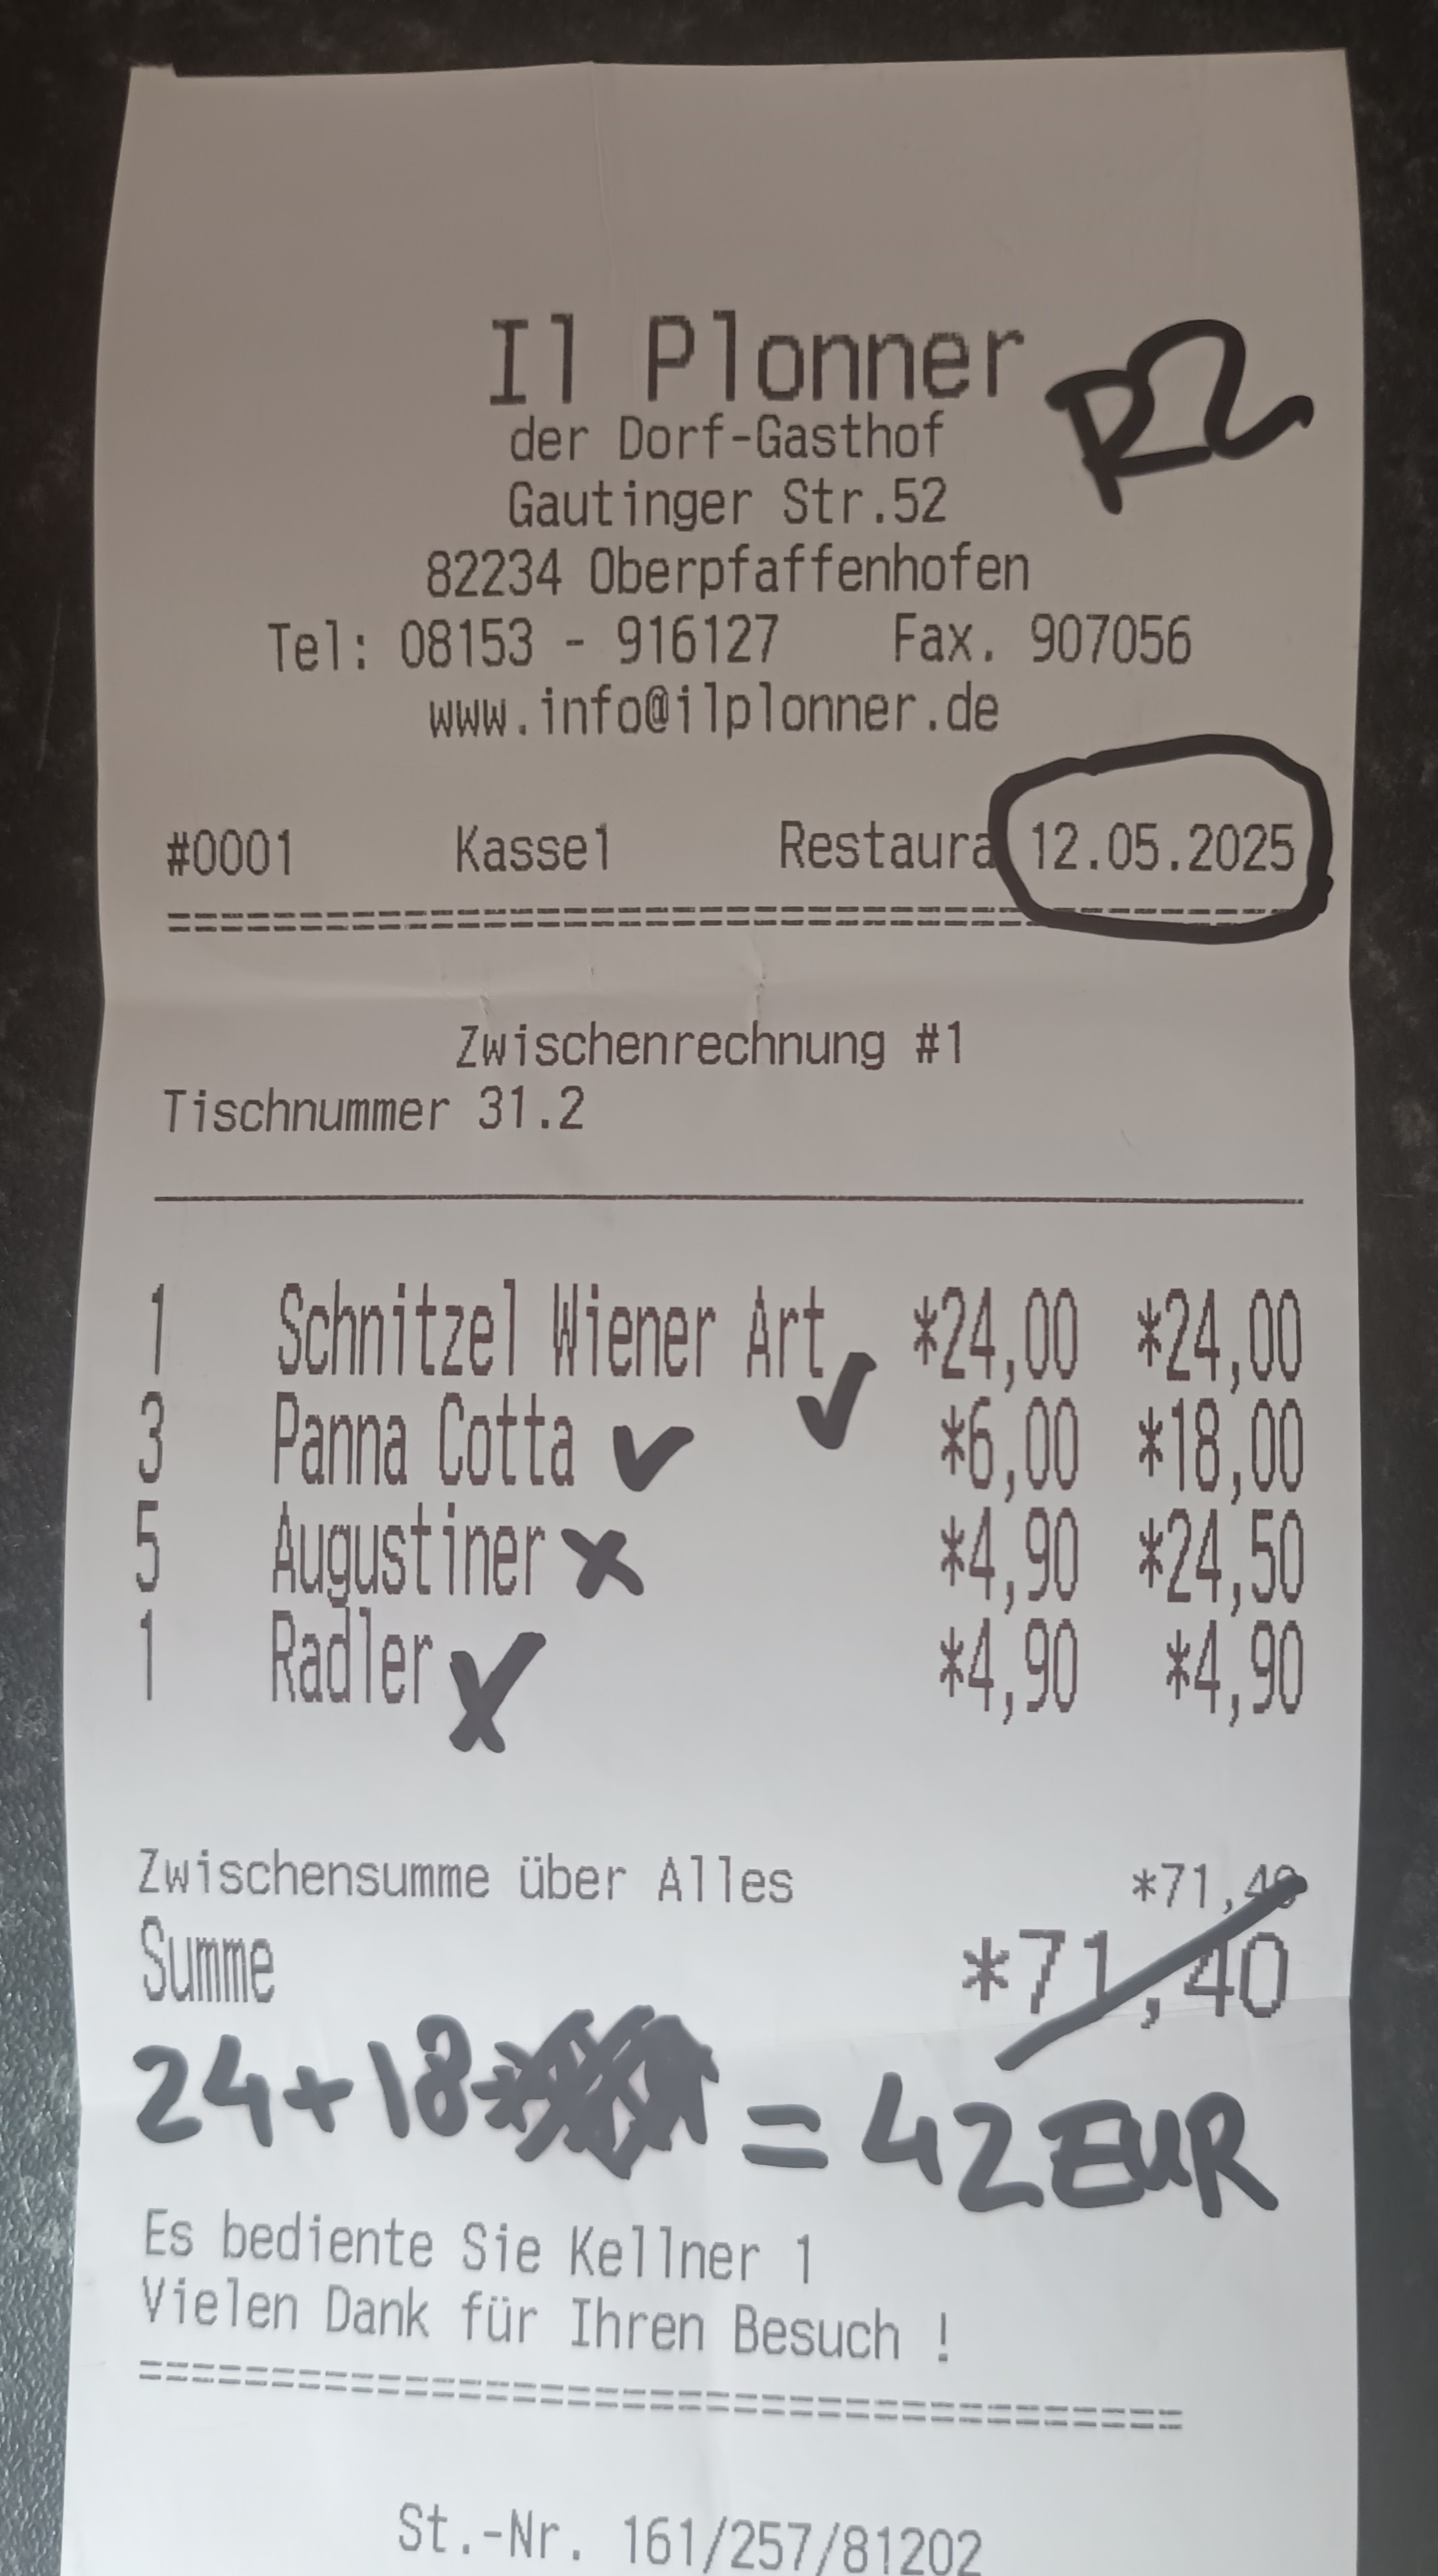 Il Plonner
der Dorf-Gasthof R2
Gautinger Str.52
82234 Oberpfaffenhofen
Tel: 08153 - 916127 Fax. 907056
www.info@ilplonner.de
#0001 Kasse1 Restaura 12.05.2025
========================================
Zwischenrechnung #1
Tischnummer 31.2
1 Schnitzel Wiener Art ✓ *24,00 *24,00
3 Panna Cotta ✓ *6,00 *18,00
5 Augustiner x *4,90 *24,50
1 Radler x *4,90 *4,90
Zwischensumme über Alles *71,40
Summe *71,40
24+18 = 42 EUR
Es bediente Sie Kellner 1
Vielen Dank für Ihren Besuch !
========================================
St.-Nr. 161/257/81202